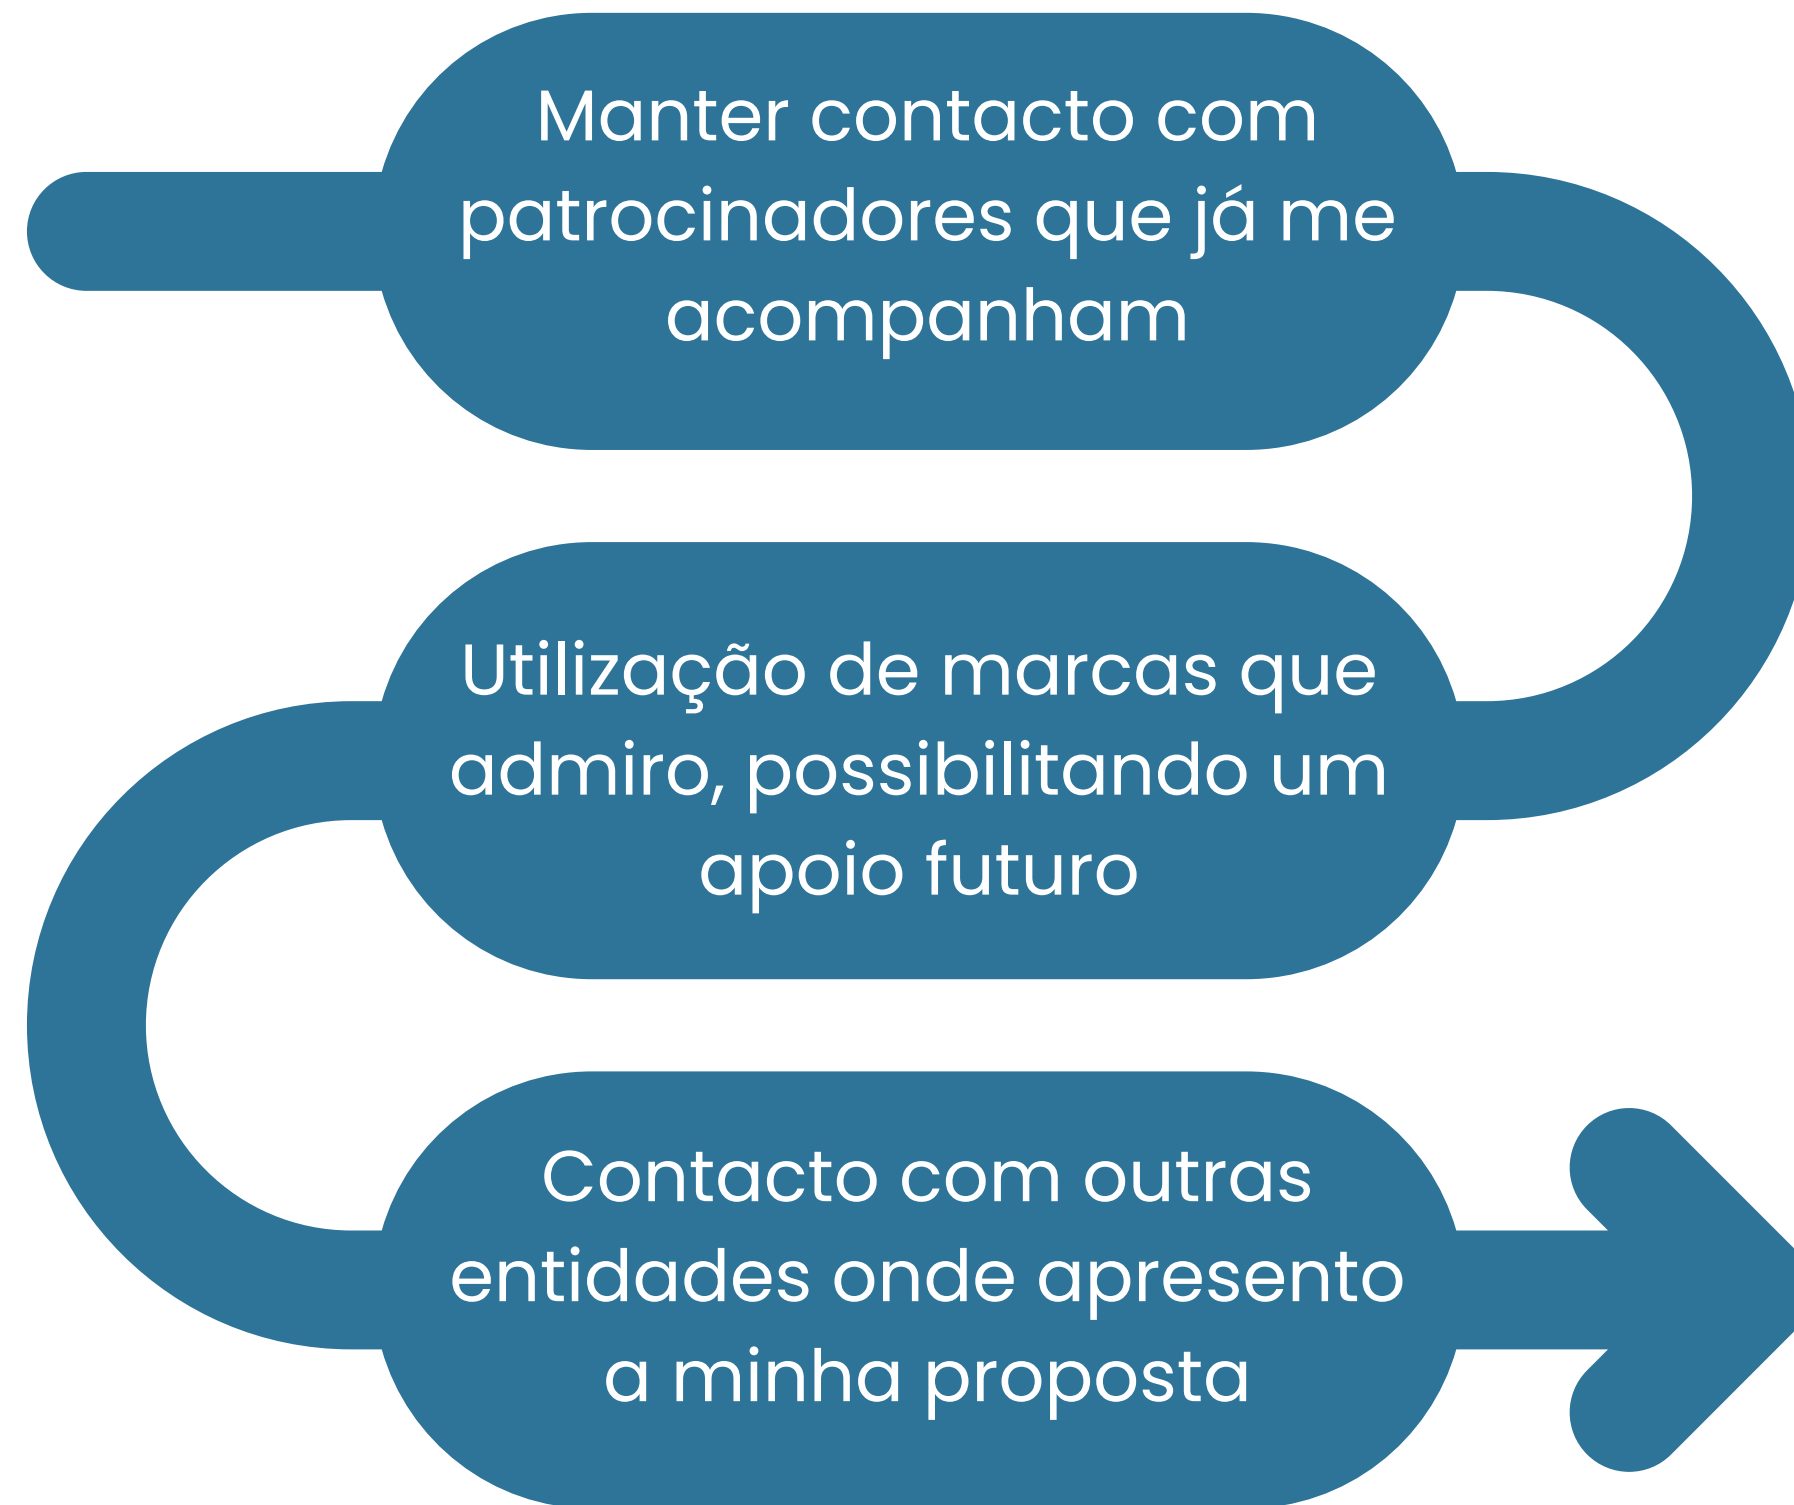 Manter contacto com
patrocinadores que já me
acompanham
Utilização de marcas que
admiro, possibilitando um
apoio futuro
Contacto com outras
entidades onde apresento
a minha proposta